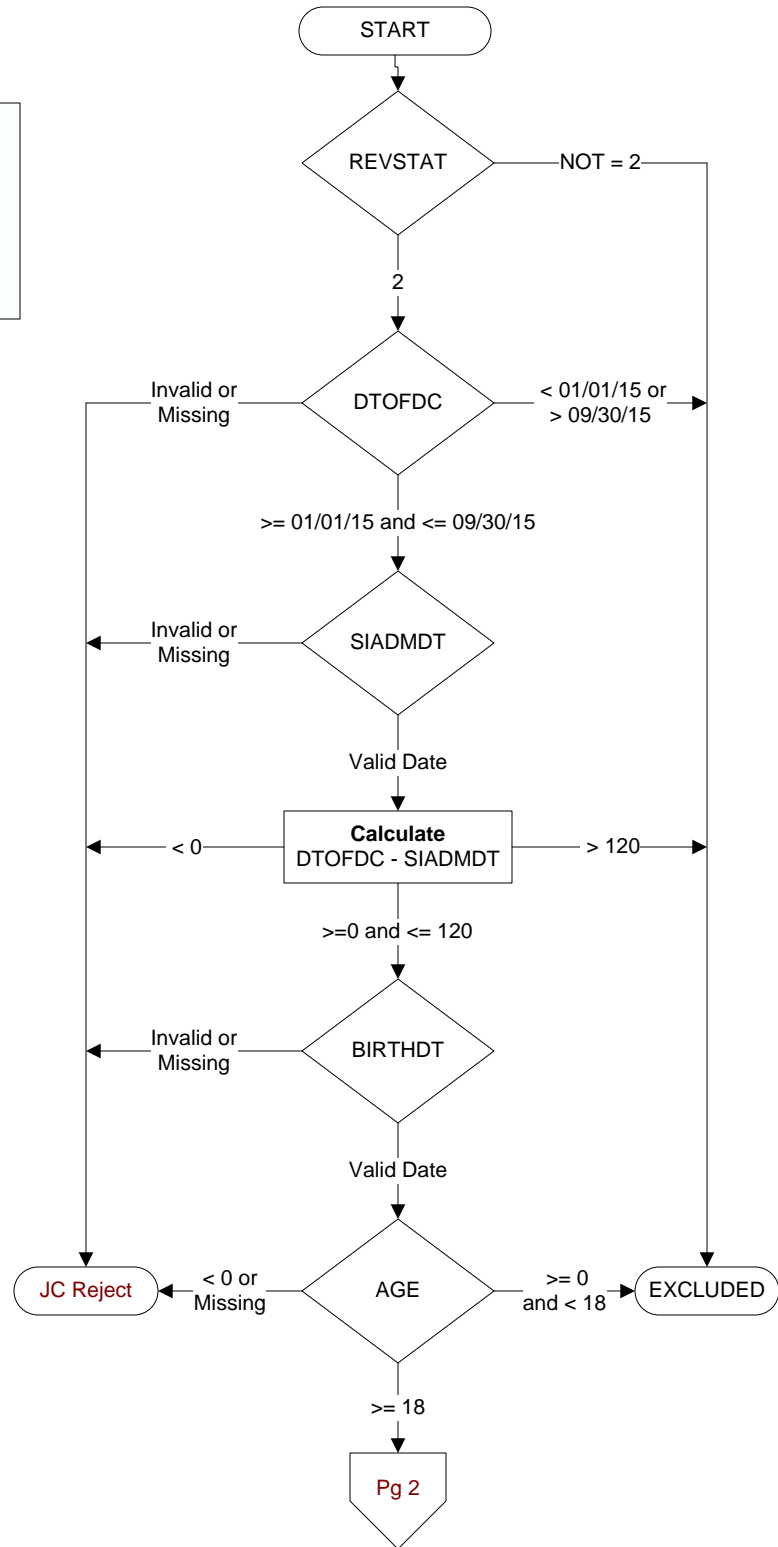 START
REVSTAT
NOT = 2
2
Invalid or
Missing
DTOFDC
< 01/01/15 or
> 09/30/15
>= 01/01/15 and <= 09/30/15
Invalid or
Missing
SIADMDT
Valid Date
< 0
Calculate
DTOFDC - SIADMDT
> 120
>=0 and <= 120
Invalid or
Missing
BIRTHDT
Valid Date
JC Reject
< 0 or
Missing
AGE
>= 0
and < 18
EXCLUDED
>= 18
Pg 2